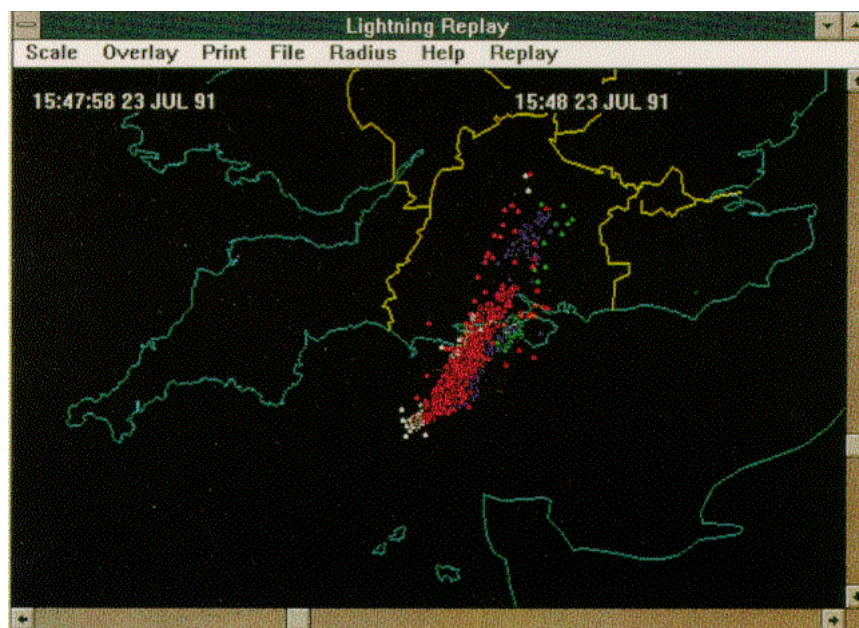 Lightning Replay
Scale Overlay Print File Radius Help Replay
15:47:58 23 JUL 91 15:48 23 JUL 91